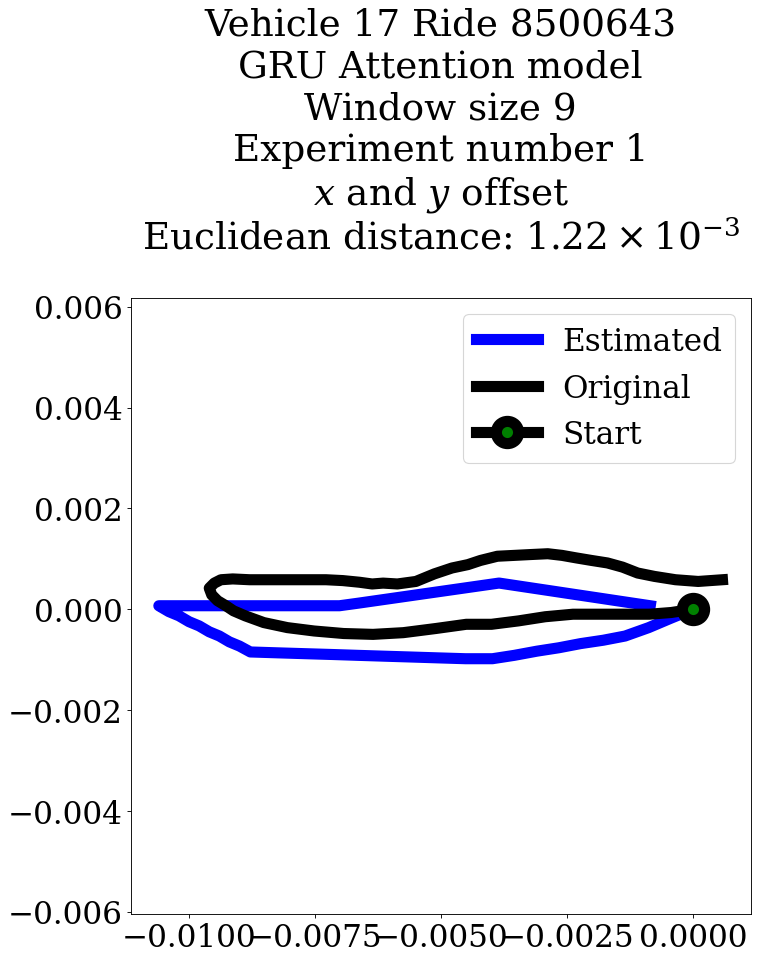 Vehicle 17 Ride 8500643
GRU Attention model
Window size 9
Experiment number 1
x and y offset
Euclidean distance: 1.22 × 10⁻³
Estimated
Original
Start
0.006
0.004
0.002
0.000
−0.002
−0.004
−0.006
−0.0100 −0.0075 −0.0050 −0.0025 0.0000